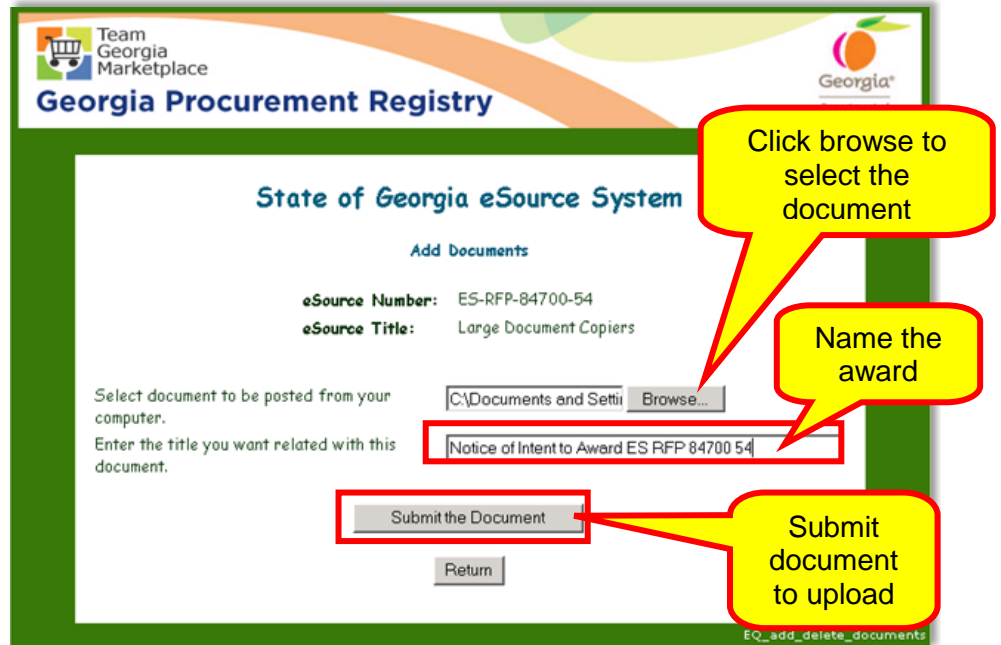 Team
Georgia
Marketplace
Georgia®
Georgia Procurement Registry
Click browse to
select the
document
State of Georgia eSource System
Add Documents
eSource Number: ES-RFP-84700-54
eSource Title: Large Document Copiers
Name the
award
Select document to be posted from your
computer.
C:\Documents and Settin Browse...
Enter the title you want related with this
document.
Notice of Intent to Award ES RFP 84700 54
Submit the Document
Submit
document
to upload
Return
EQ_add_delete_documents